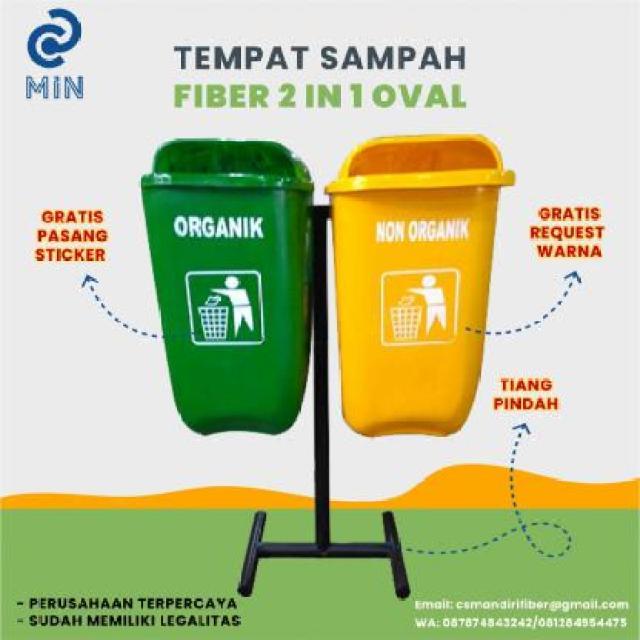 MIN
TEMPAT SAMPAH
FIBER 2 IN 1 OVAL
GRATIS
PASANG
STICKER
ORGANIK
NON ORGANIK
GRATIS
REQUEST
WARNA
TIANG
PINDAH
- PERUSAHAAN TERPERCAYA
- SUDAH MEMILIKI LEGALITAS
Email: csmandirifiber@gmail.com
WA: 087874843242/081284954475